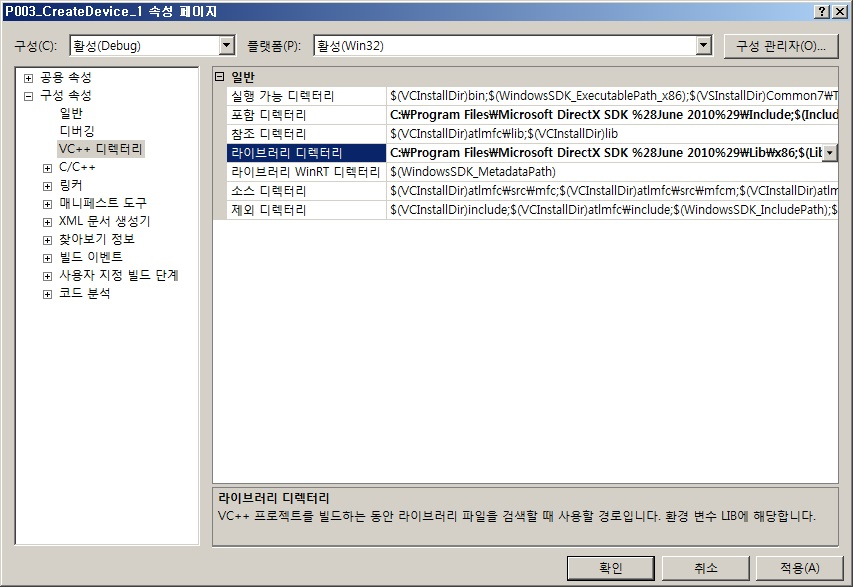 P003_CreateDevice_1 속성 페이지
구성(C): 활성(Debug) 플랫폼(P): 활성(Win32) 구성 관리자(O)...
공용 속성
구성 속성
일반
디버깅
VC++ 디렉터리
C/C++
링커
매니페스트 도구
XML 문서 생성기
찾아보기 정보
빌드 이벤트
사용자 지정 빌드 단계
코드 분석
일반
실행 가능 디렉터리 $(VCInstallDir)bin;$(WindowsSDK_ExecutablePath_x86);$(VSInstallDir)Common7₩T
포함 디렉터리 C:₩Program Files₩Microsoft DirectX SDK %28June 2010%29₩Include;$(Includ
참조 디렉터리 $(VCInstallDir)atlmfc₩lib;$(VCInstallDir)lib
라이브러리 디렉터리 C:₩Program Files₩Microsoft DirectX SDK %28June 2010%29₩Lib₩x86;$(Lit
라이브러리 WinRT 디렉터리 $(WindowsSDK_MetadataPath)
소스 디렉터리 $(VCInstallDir)atlmfc₩src₩mfc;$(VCInstallDir)atlmfc₩src₩mfcm;$(VCInstallDir)atlm
제외 디렉터리 $(VCInstallDir)include;$(VCInstallDir)atlmfc₩include;$(WindowsSDK_IncludePath);$
라이브러리 디렉터리
VC++ 프로젝트를 빌드하는 동안 라이브러리 파일을 검색할 때 사용할 경로입니다. 환경 변수 LIB에 해당합니다.
확인 취소 적용(A)